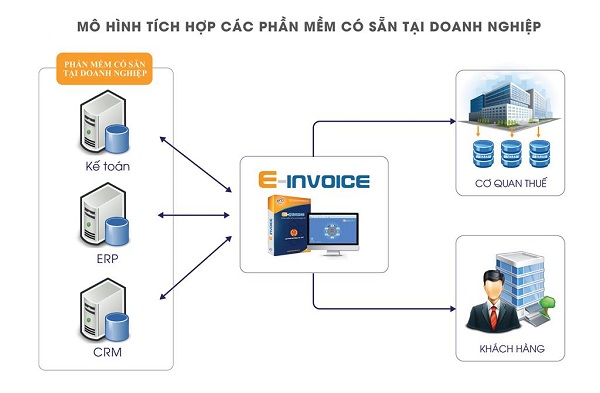 MÔ HÌNH TÍCH HỢP CÁC PHẦN MỀM CÓ SẴN TẠI DOANH NGHIỆP
PHẦN MỀM CÓ SẴN
TẠI DOANH NGHIỆP
Kế toán
ERP
CRM
E-INVOICE
E-INVOICE
CƠ QUAN THUẾ
KHÁCH HÀNG